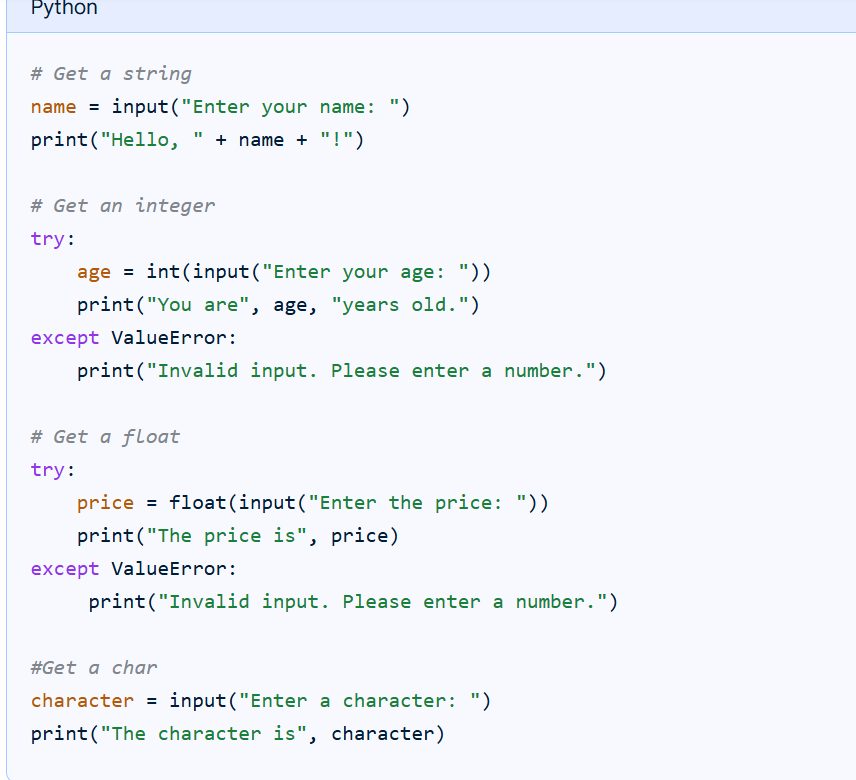 Python
# Get a string
name = input("Enter your name: ")
print("Hello, " + name + "!")
# Get an integer
try:
    age = int(input("Enter your age: "))
    print("You are", age, "years old.")
except ValueError:
    print("Invalid input. Please enter a number.")
# Get a float
try:
    price = float(input("Enter the price: "))
    print("The price is", price)
except ValueError:
     print("Invalid input. Please enter a number.")
#Get a char
character = input("Enter a character: ")
print("The character is", character)